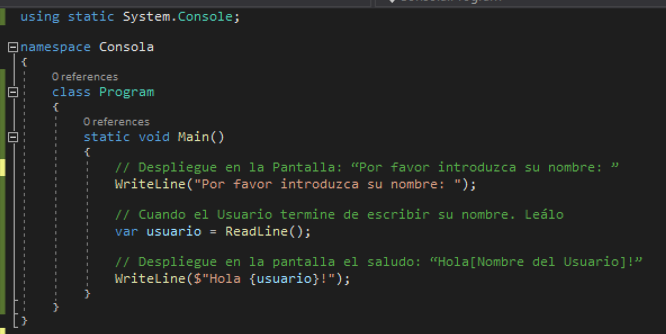 using static System.Console;
namespace Consola
{
0 references
class Program
{
0 references
static void Main()
{
// Despliegue en la Pantalla: “Por favor introduzca su nombre: ”
WriteLine("Por favor introduzca su nombre: ");
// Cuando el Usuario termine de escribir su nombre. Leálo
var usuario = ReadLine();
// Despliegue en la pantalla el saludo: “Hola[Nombre del Usuario]!”
WriteLine($"Hola {usuario}!");
}
}
}